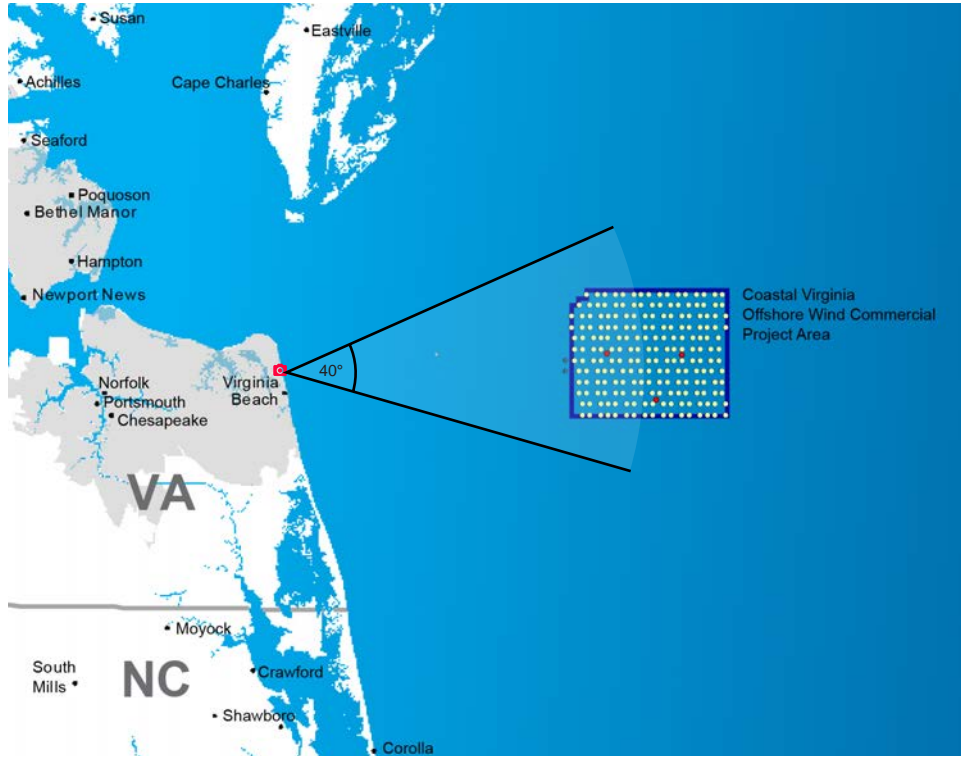 Susan
Eastville
Achilles
Cape Charles
Seaford
Poquoson
Bethel Manor
Hampton
Newport News
Coastal Virginia
Offshore Wind Commercial
Project Area
40°
Norfolk
Virginia
Beach
Portsmouth
Chesapeake
VA
Moyock
NC
South
Mills
Crawford
Shawboro
Corolla